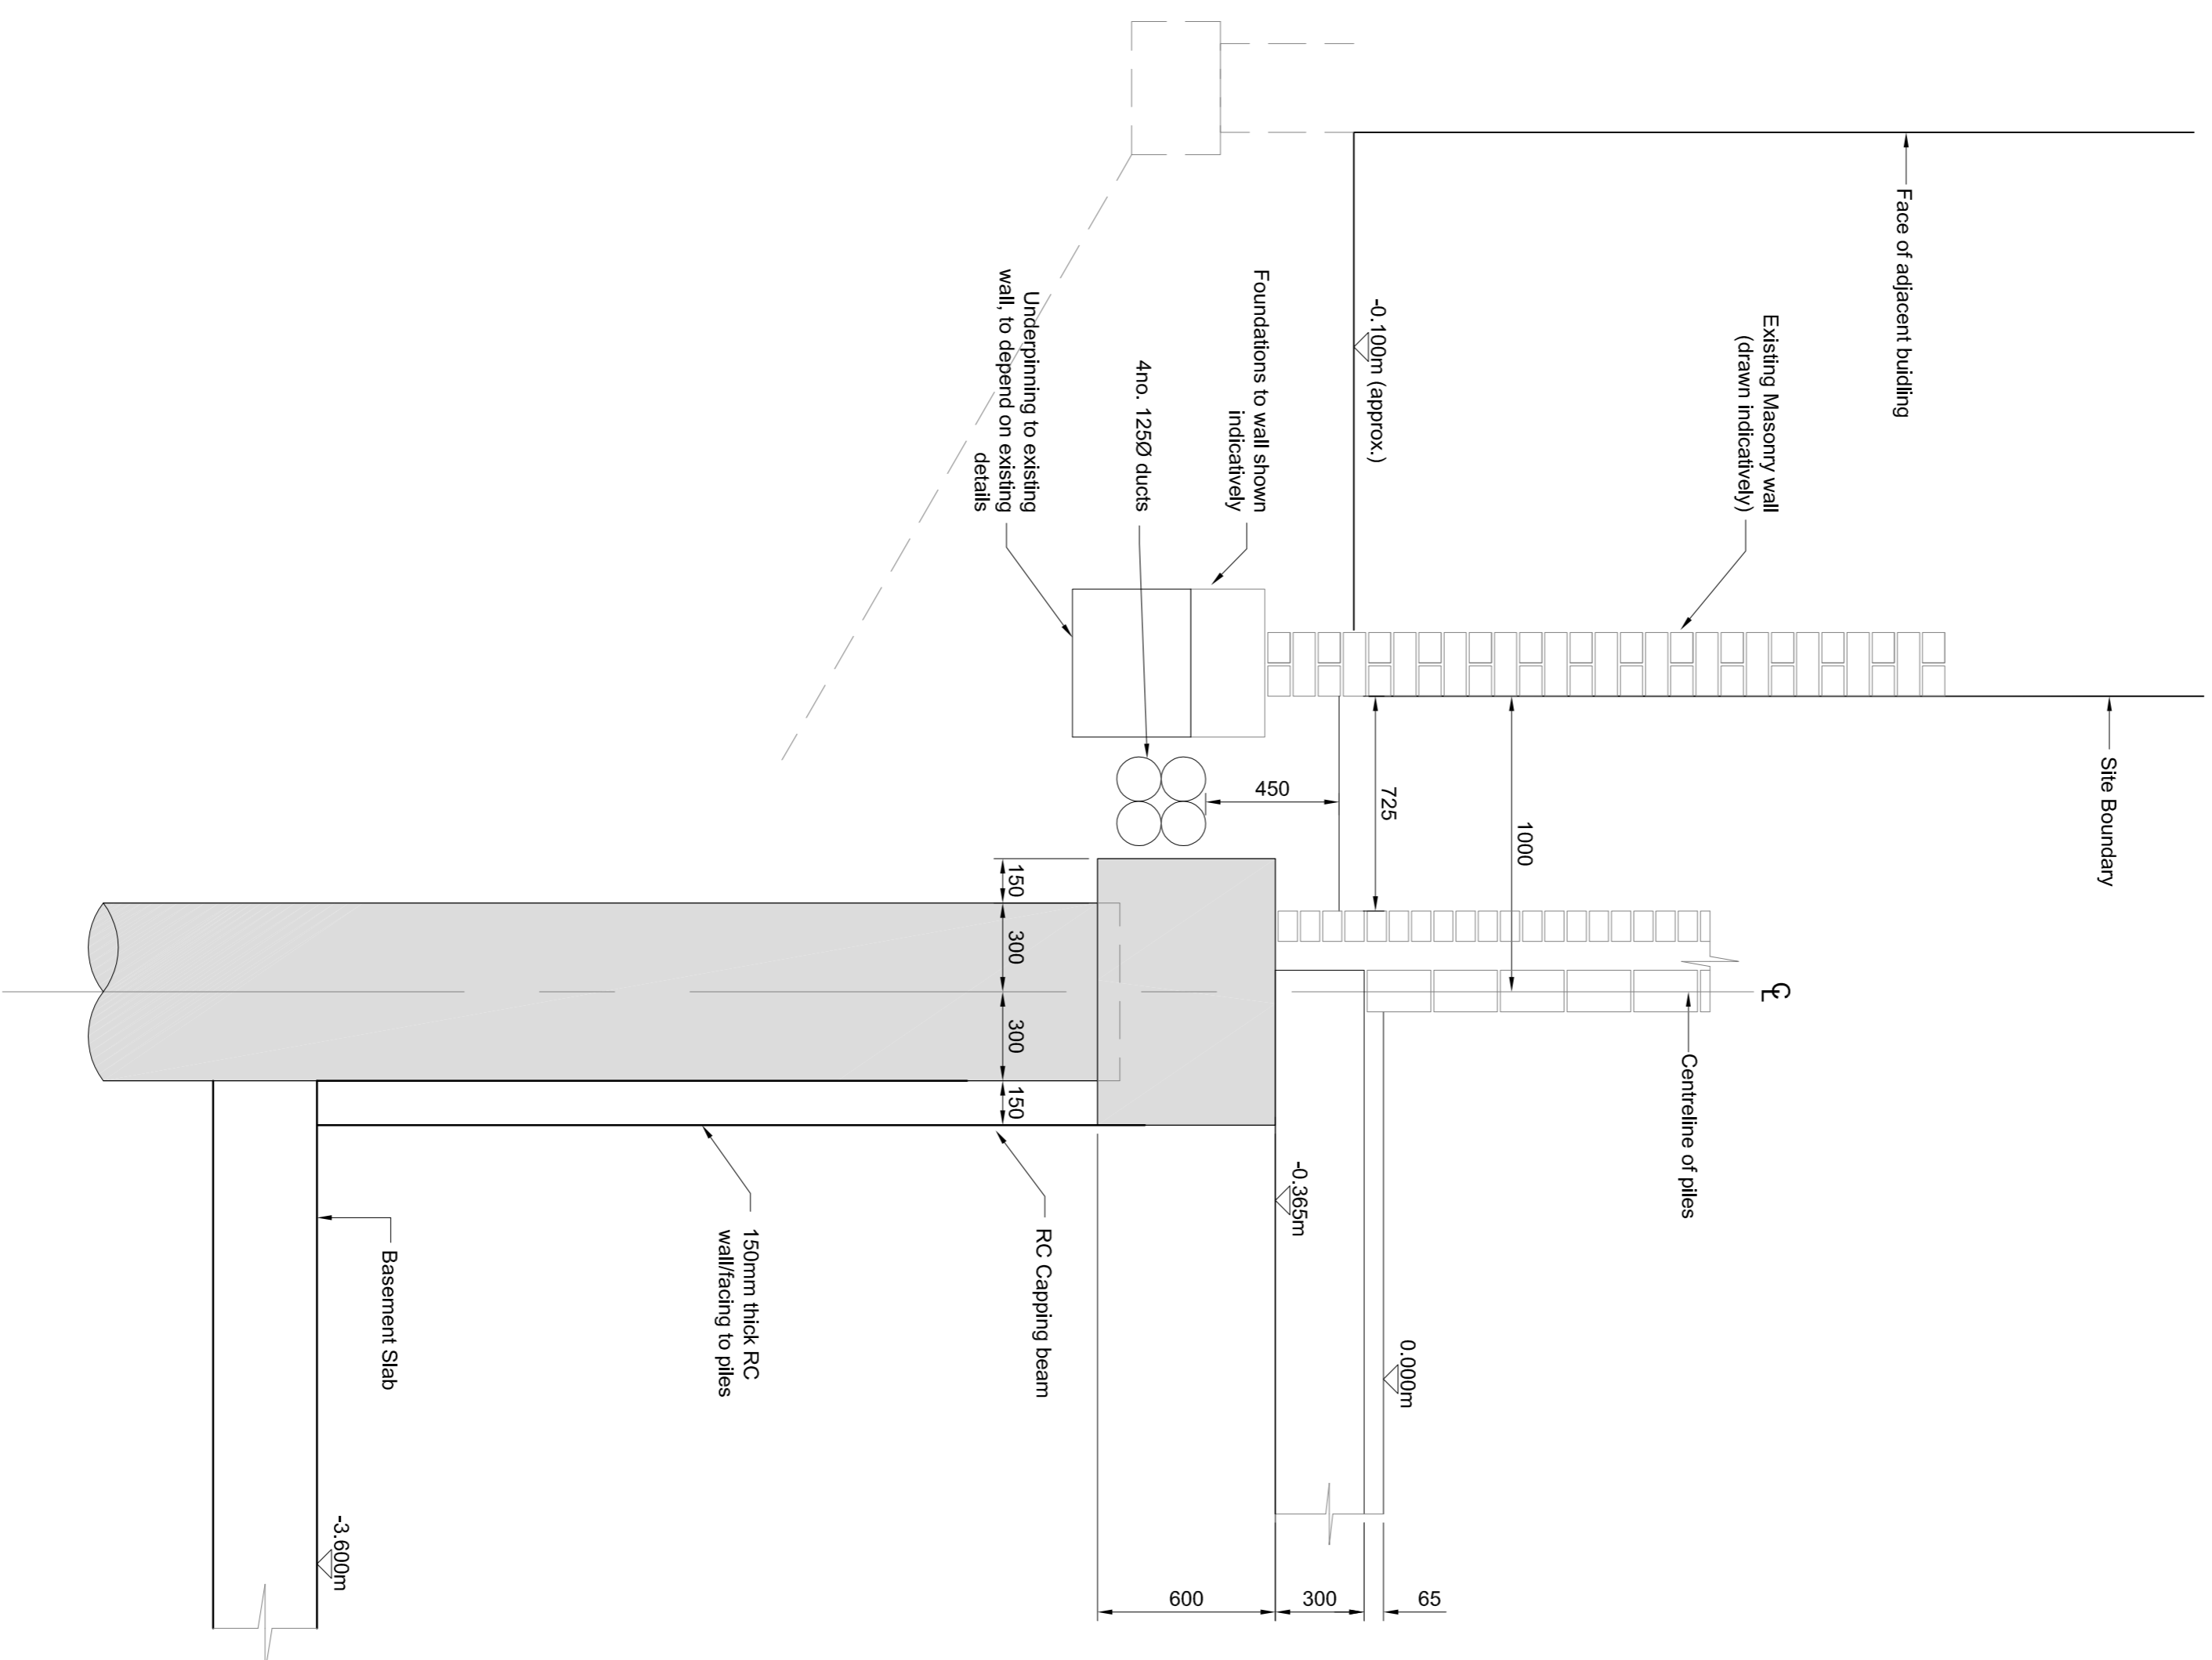 Face of adjacent buidling
Site Boundary
Existing Masonry wall
(drawn indicatively)
℄
Centreline of piles
1000
725
-0.100m (approx.)
0.000m
65
300
600
450
Foundations to wall shown
indicatively
-0.365m
4no. 125Ø ducts
Underpinning to existing
wall, to depend on existing
details
150
300
300
150
RC Capping beam
150mm thick RC
wall/facing to piles
Basement Slab
-3.600m